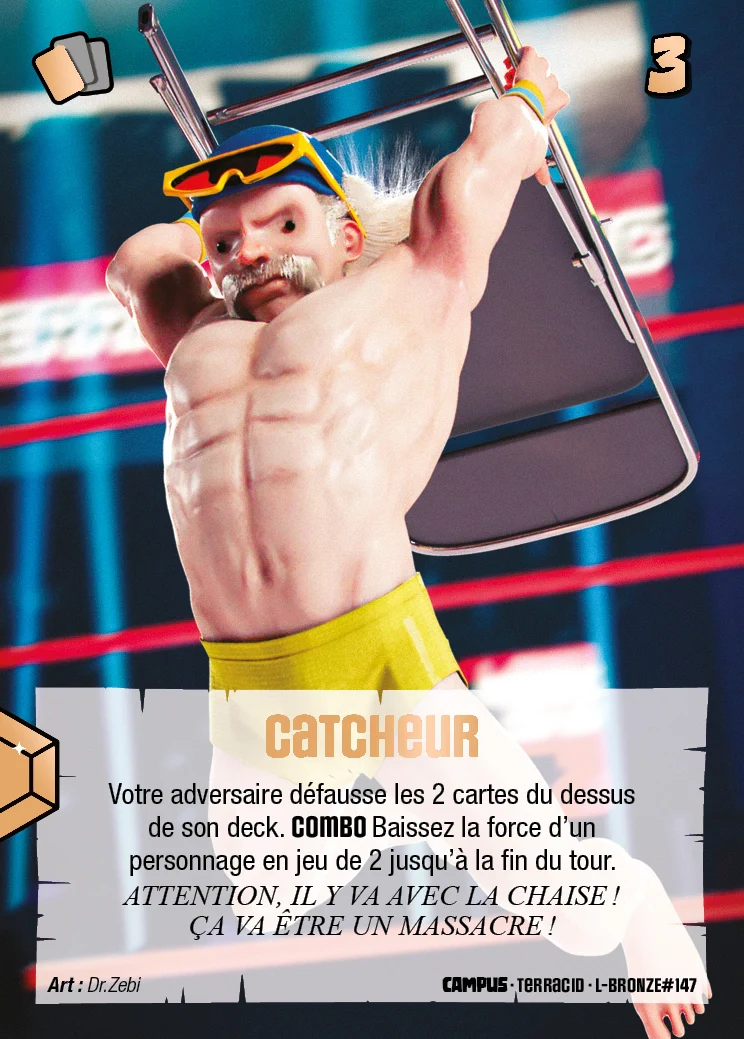 3
CATCHEUR
Votre adversaire défausse les 2 cartes du dessus
de son deck. COMBO Baissez la force d’un
personnage en jeu de 2 jusqu’à la fin du tour.
ATTENTION, IL Y VA AVEC LA CHAISE !
ÇA VA ÊTRE UN MASSACRE !
Art : Dr.Zebi
CAMPUS · TERRACID · L-BRONZE#147